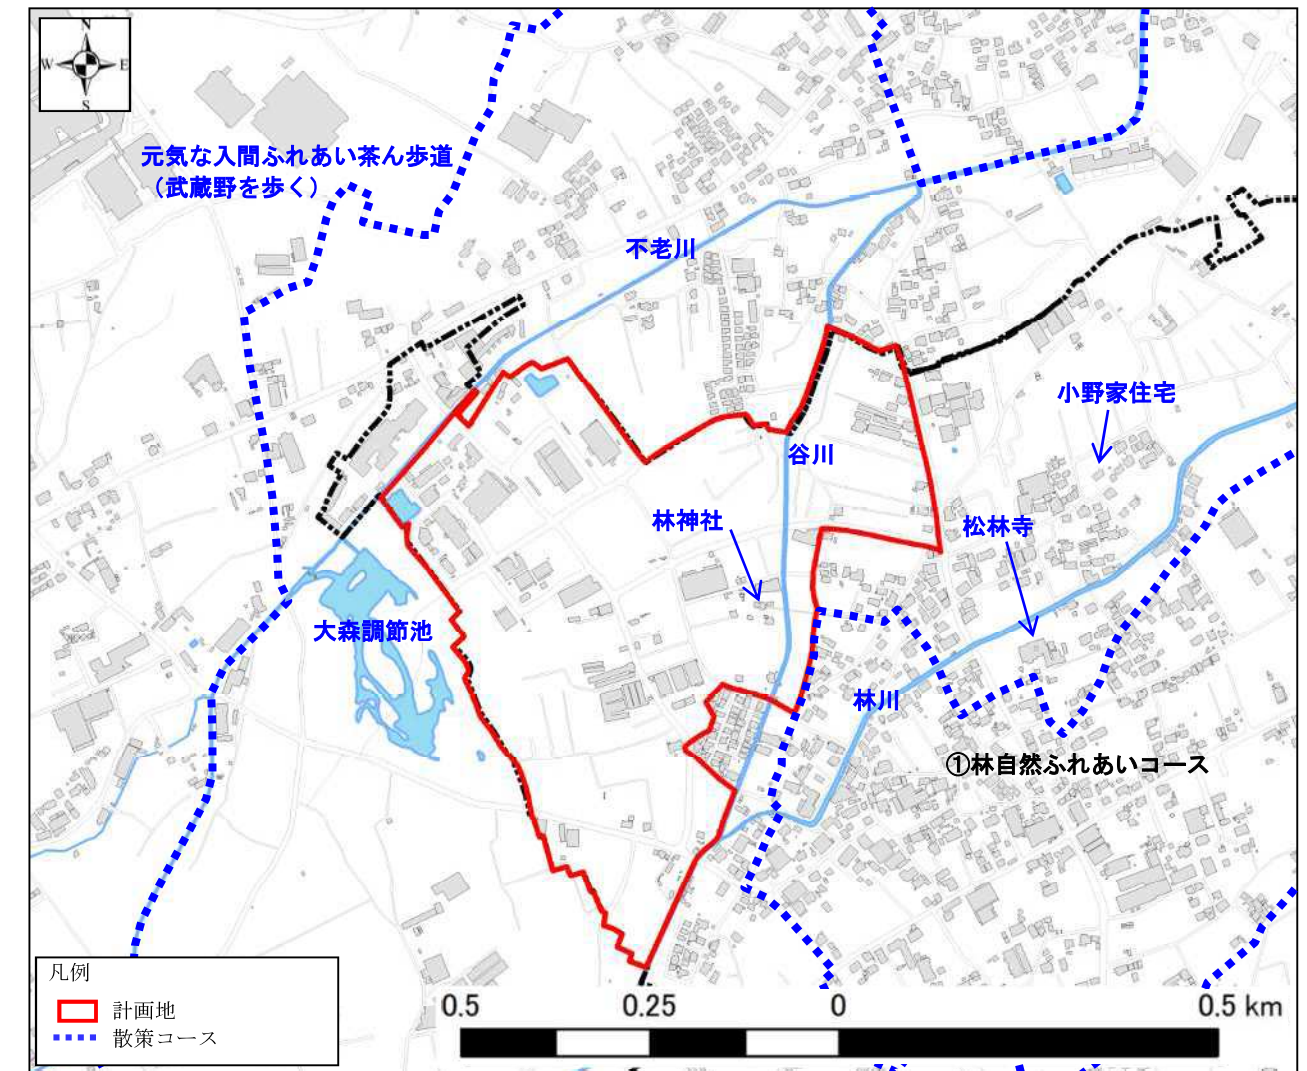 N
W E
S
元気な入間ふれあい茶ん歩道
（武蔵野を歩く）
不老川
小野家住宅
谷川
林神社
松林寺
大森調節池
林川
①林自然ふれあいコース
凡例
計画地
散策コース
0.5 0.25 0 0.5 km